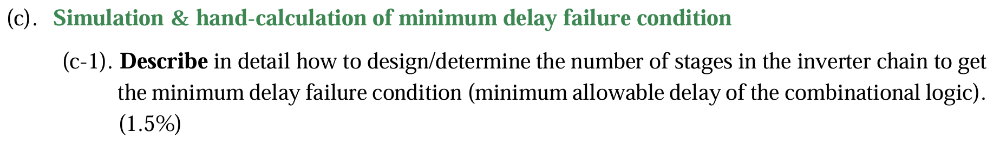 (c). Simulation & hand-calculation of minimum delay failure condition
(c-1). Describe in detail how to design/determine the number of stages in the inverter chain to get
the minimum delay failure condition (minimum allowable delay of the combinational logic).
(1.5%)